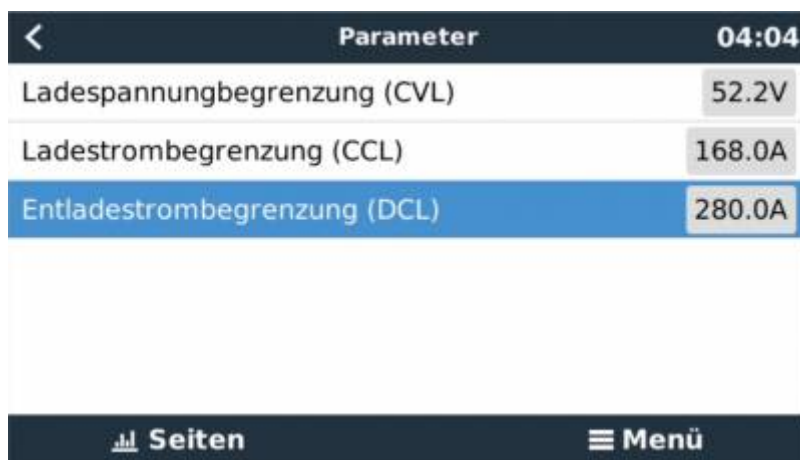 Parameter 04:04
Ladespannungbegrenzung (CVL) 52.2V
Ladestrombegrenzung (CCL) 168.0A
Entladestrombegrenzung (DCL) 280.0A
Seiten Menü